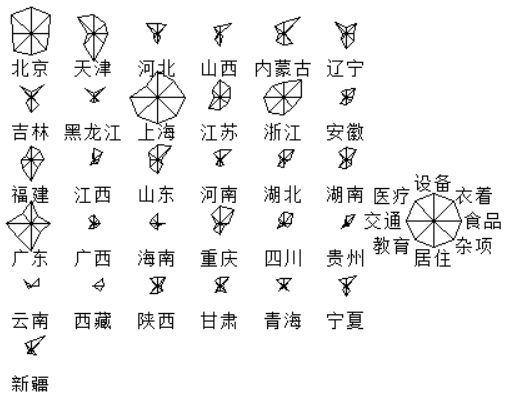 北京 天津 河北 山西 内蒙古 辽宁
吉林 黑龙江 上海 江苏 浙江 安徽
福建 江西 山东 河南 湖北 湖南
广东 广西 海南 重庆 四川 贵州
云南 西藏 陕西 甘肃 青海 宁夏
新疆
设备
医疗 衣着
交通 食品
教育 杂项
居住